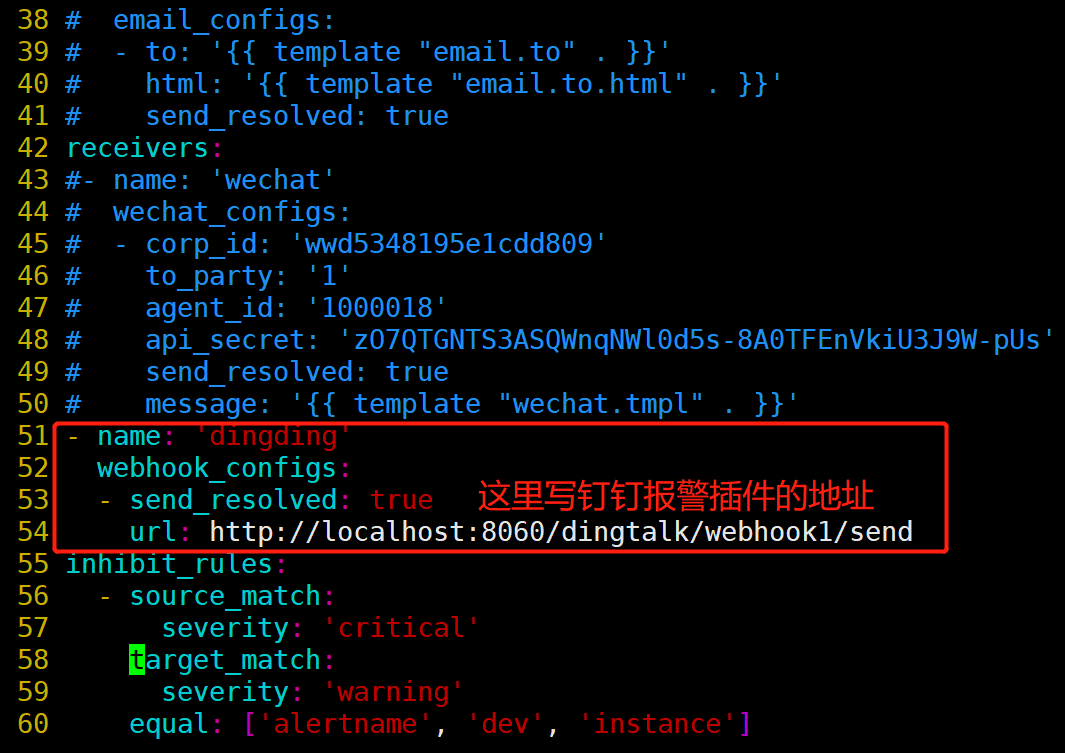 38 #  email_configs:
39 #  - to: '{{ template "email.to" . }}'
40 #    html: '{{ template "email.to.html" . }}'
41 #    send_resolved: true
42 receivers:
43 #- name: 'wechat'
44 #  wechat_configs:
45 #  - corp_id: 'wwd5348195e1cdd809'
46 #    to_party: '1'
47 #    agent_id: '1000018'
48 #    api_secret: 'zO7QTGNTS3ASQWnqNWl0d5s-8A0TFEnVkiU3J9W-pUs'
49 #    send_resolved: true
50 #    message: '{{ template "wechat.tmpl" . }}'
51 - name: 'dingding'
52   webhook_configs:
53   - send_resolved: true 这里写钉钉报警插件的地址
54     url: http://localhost:8060/dingtalk/webhook1/send
55 inhibit_rules:
56   - source_match:
57       severity: 'critical'
58     target_match:
59       severity: 'warning'
60     equal: ['alertname', 'dev', 'instance']